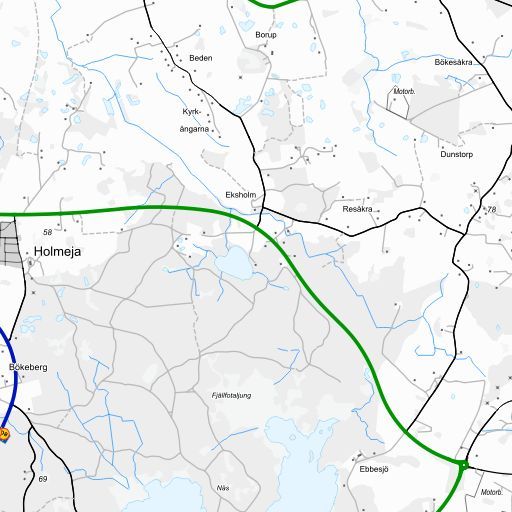 Borup
Beden
Bökesåkra
Motorb.
Kyrk-
ängarna
Dunstorp
Eksholm
Resåkra
78
58
Holmeja
Bökeberg
Fjällfotaljung
Ebbesjö
69
Näs
Motorb.